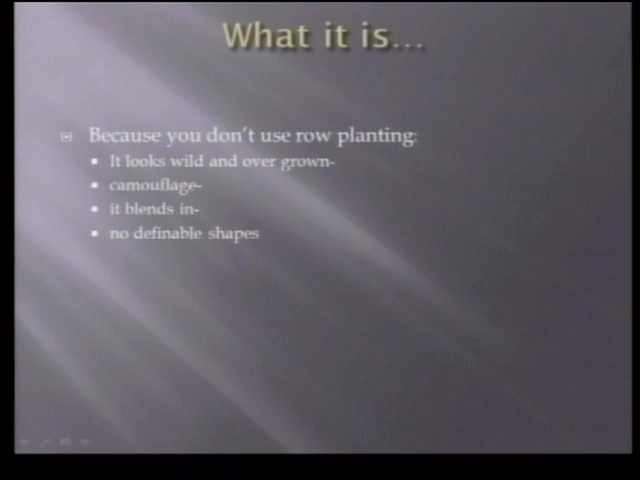 What it is...
Because you don't use row planting:
It looks wild and over grown-
camouflage-
it blends in-
no definable shapes